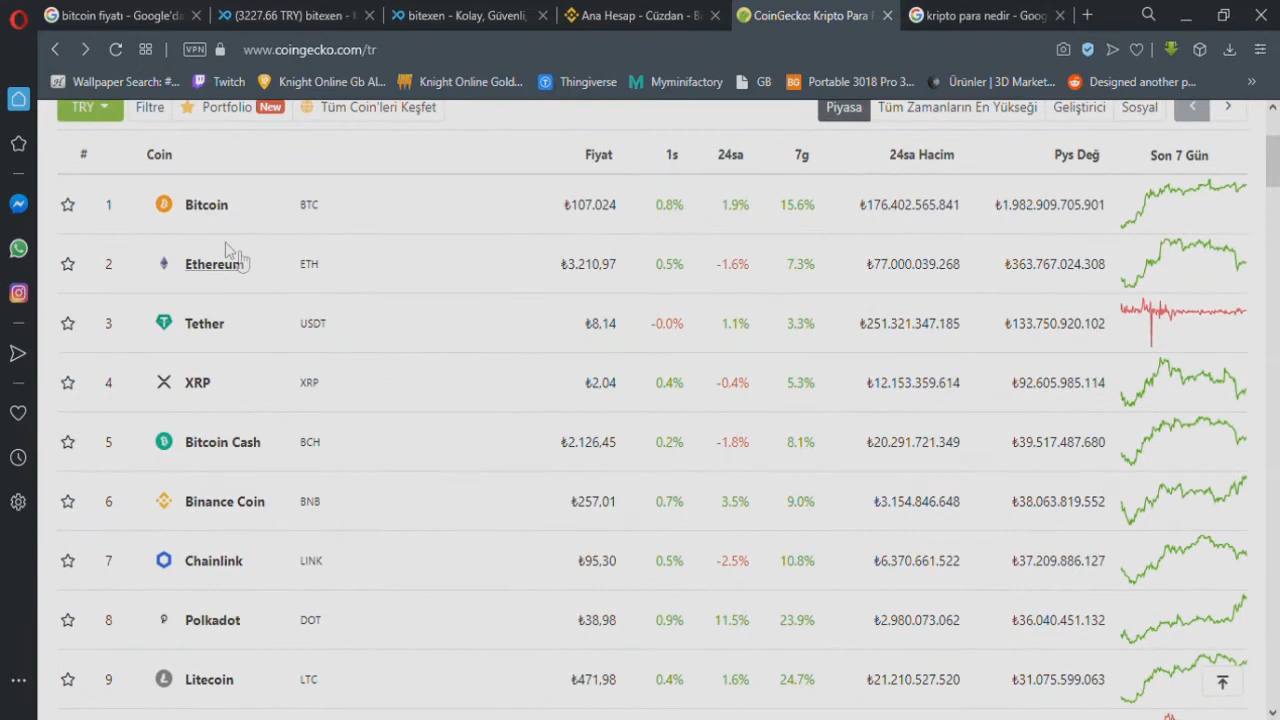 bitcoin fiyatı - Google'da
(3227.66 TRY) bitexen -
bitexen - Kolay, Güvenli,
Ana Hesap - Cüzdan - B
CoinGecko: Kripto Para F
kripto para nedir - Goog
VPN
www.coingecko.com/tr
Wallpaper Search: #...
Twitch
Knight Online Gb Al...
Knight Online Gold...
Thingiverse
Myminifactory
GB
Portable 3018 Pro 3...
Ürünler | 3D Market...
Designed another p...
TRY
Filtre
Portfolio New
Tüm Coin'leri Keşfet
Piyasa
Tüm Zamanların En Yükseği
Geliştirici
Sosyal
# Coin Fiyat 1s 24sa 7g 24sa Hacim Pys Değ Son 7 Gün
1 Bitcoin BTC ₺107.024 0.8% 1.9% 15.6% ₺176.402.565.841 ₺1.982.909.705.901
2 Ethereum ETH ₺3.210,97 0.5% -1.6% 7.3% ₺77.000.039.268 ₺363.767.024.308
3 Tether USDT ₺8,14 -0.0% 1.1% 3.3% ₺251.321.347.185 ₺133.750.920.102
4 XRP XRP ₺2,04 0.4% -0.4% 5.3% ₺12.153.359.614 ₺92.605.985.114
5 Bitcoin Cash BCH ₺2.126,45 0.2% -1.8% 8.1% ₺20.291.721.349 ₺39.517.487.680
6 Binance Coin BNB ₺257,01 0.7% 3.5% 9.0% ₺3.154.846.648 ₺38.063.819.552
7 Chainlink LINK ₺95,30 0.5% -2.5% 10.8% ₺6.370.661.522 ₺37.209.886.127
8 Polkadot DOT ₺38,98 0.9% 11.5% 23.9% ₺2.980.073.062 ₺36.040.451.132
9 Litecoin LTC ₺471,98 0.4% 1.6% 24.7% ₺21.210.527.520 ₺31.075.599.063